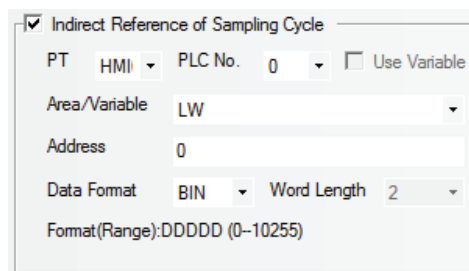 Indirect Reference of Sampling Cycle
PT HMI PLC No. 0 Use Variable
Area/Variable LW
Address 0
Data Format BIN Word Length 2
Format(Range):DDDDD (0--10255)